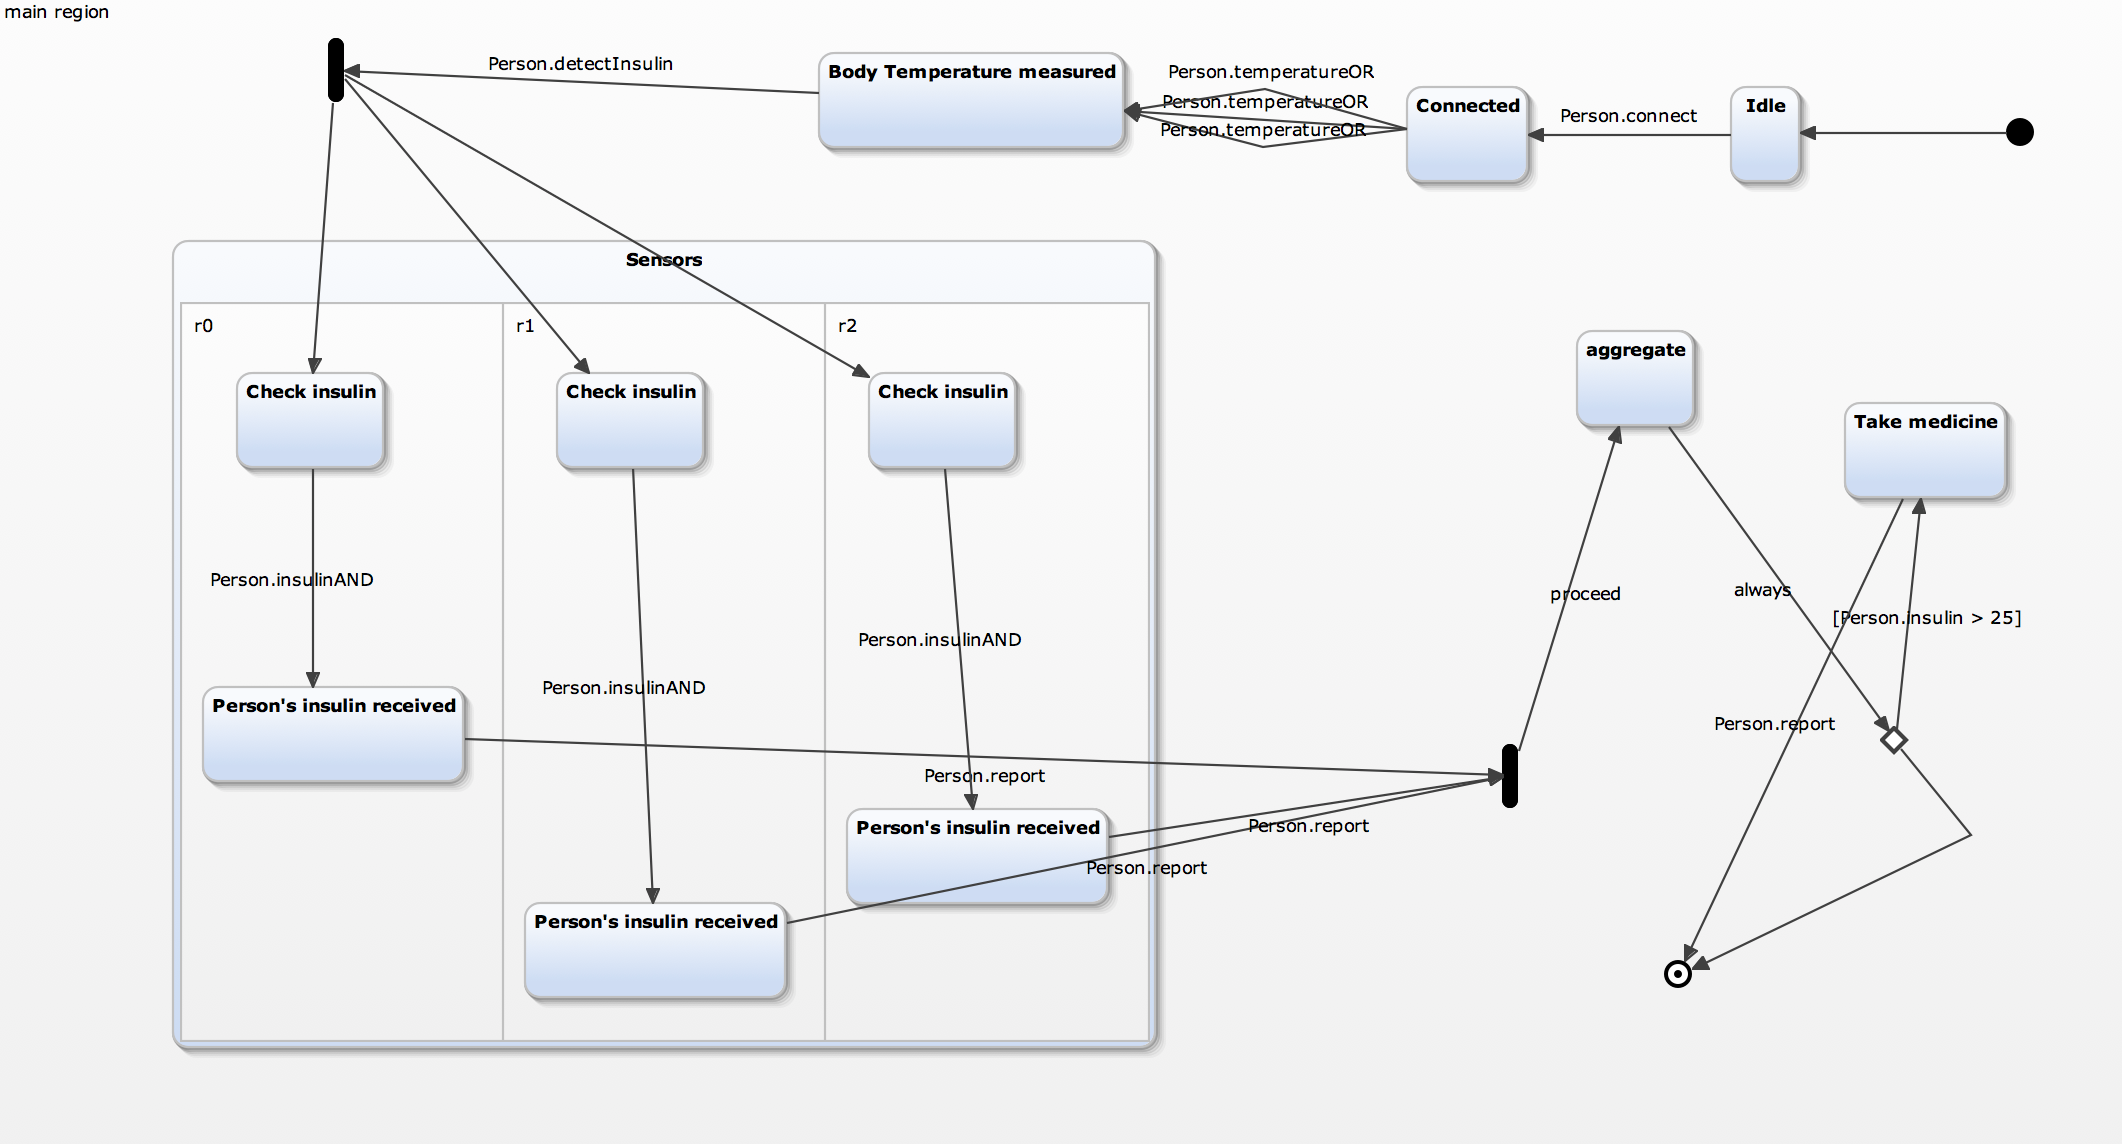 main region
Person.detectInsulin
Body Temperature measured
Person.temperatureOR
Person.temperatureOR
Person.temperatureOR
Connected
Person.connect
Idle
Sensors
r0
r1
r2
Check insulin
Check insulin
Check insulin
aggregate
Take medicine
Person.insulinAND
Person.insulinAND
Person.insulinAND
proceed
always
[Person.insulin > 25]
Person's insulin received
Person.report
Person.report
Person's insulin received
Person.report
Person.report
Person's insulin received